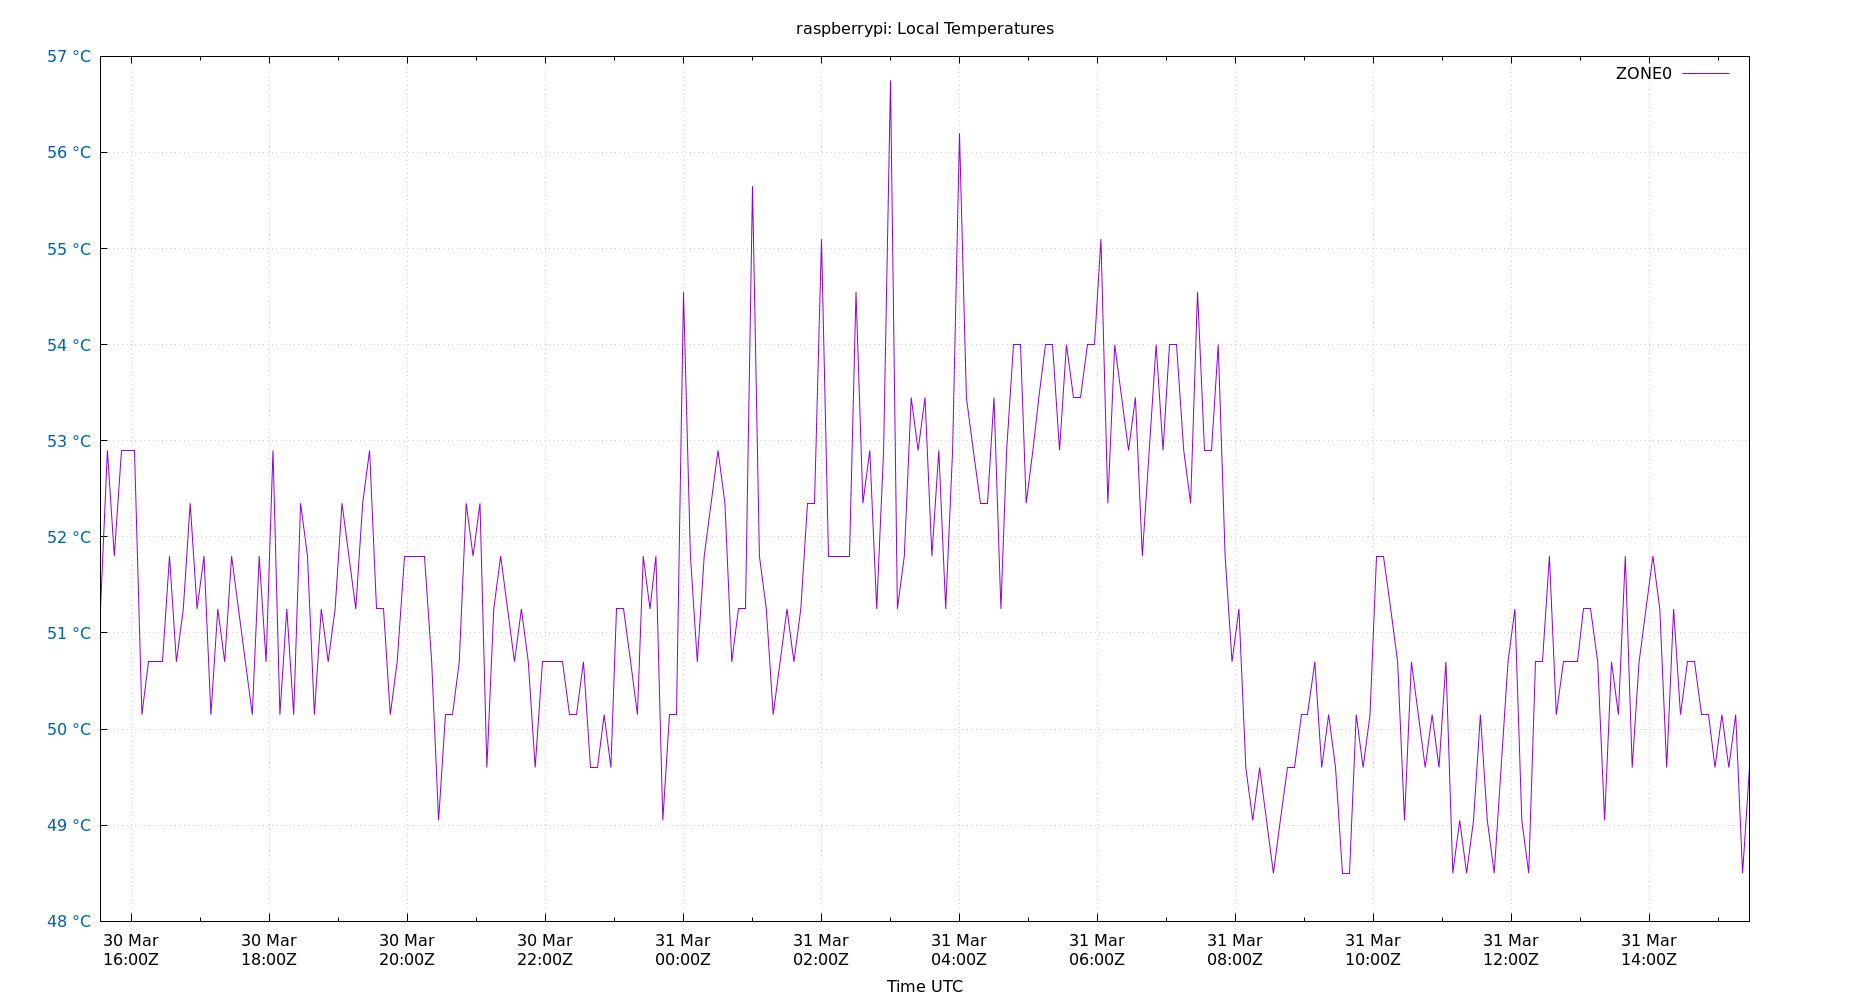 raspberrypi: Local Temperatures
57 °C
ZONE0
56 °C
55 °C
54 °C
53 °C
52 °C
51 °C
50 °C
49 °C
48 °C
30 Mar 30 Mar 30 Mar 30 Mar 31 Mar 31 Mar 31 Mar 31 Mar 31 Mar 31 Mar 31 Mar 31 Mar
16:00Z 18:00Z 20:00Z 22:00Z 00:00Z 02:00Z 04:00Z 06:00Z 08:00Z 10:00Z 12:00Z 14:00Z
Time UTC